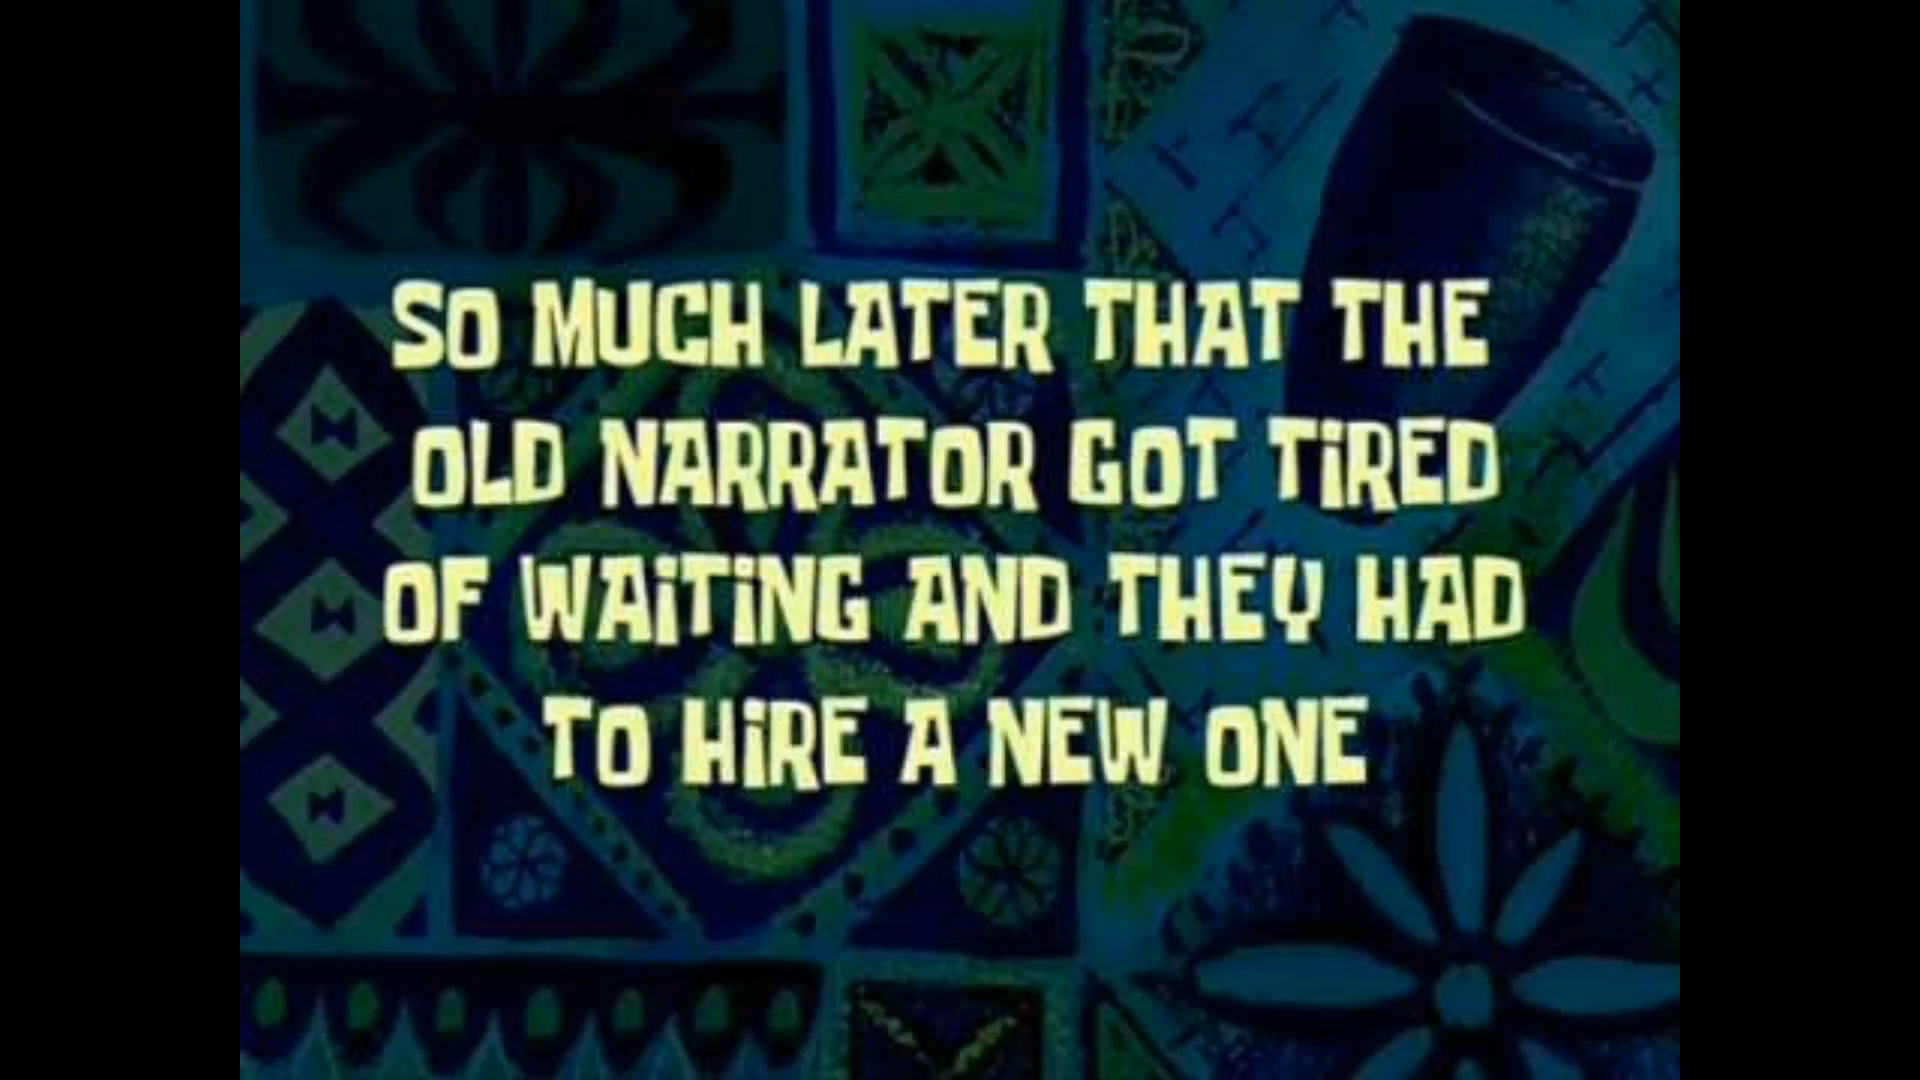 SO MUCH LATER THAT THE
OLD NARRATOR GOT TIRED
OF WAITING AND THEY HAD
TO HIRE A NEW ONE